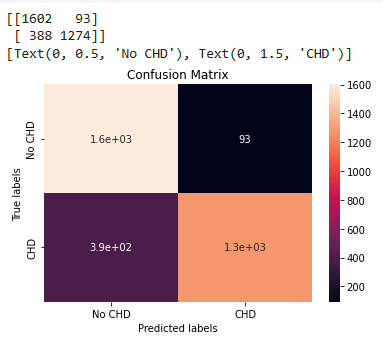 [[1602   93]
 [ 388 1274]]
[Text(0, 0.5, 'No CHD'), Text(0, 1.5, 'CHD')]
Confusion Matrix
1600
1400
1200
1000
800
600
400
200
True labels
No CHD
CHD
1.6e+03
93
3.9e+02
1.3e+03
No CHD
CHD
Predicted labels